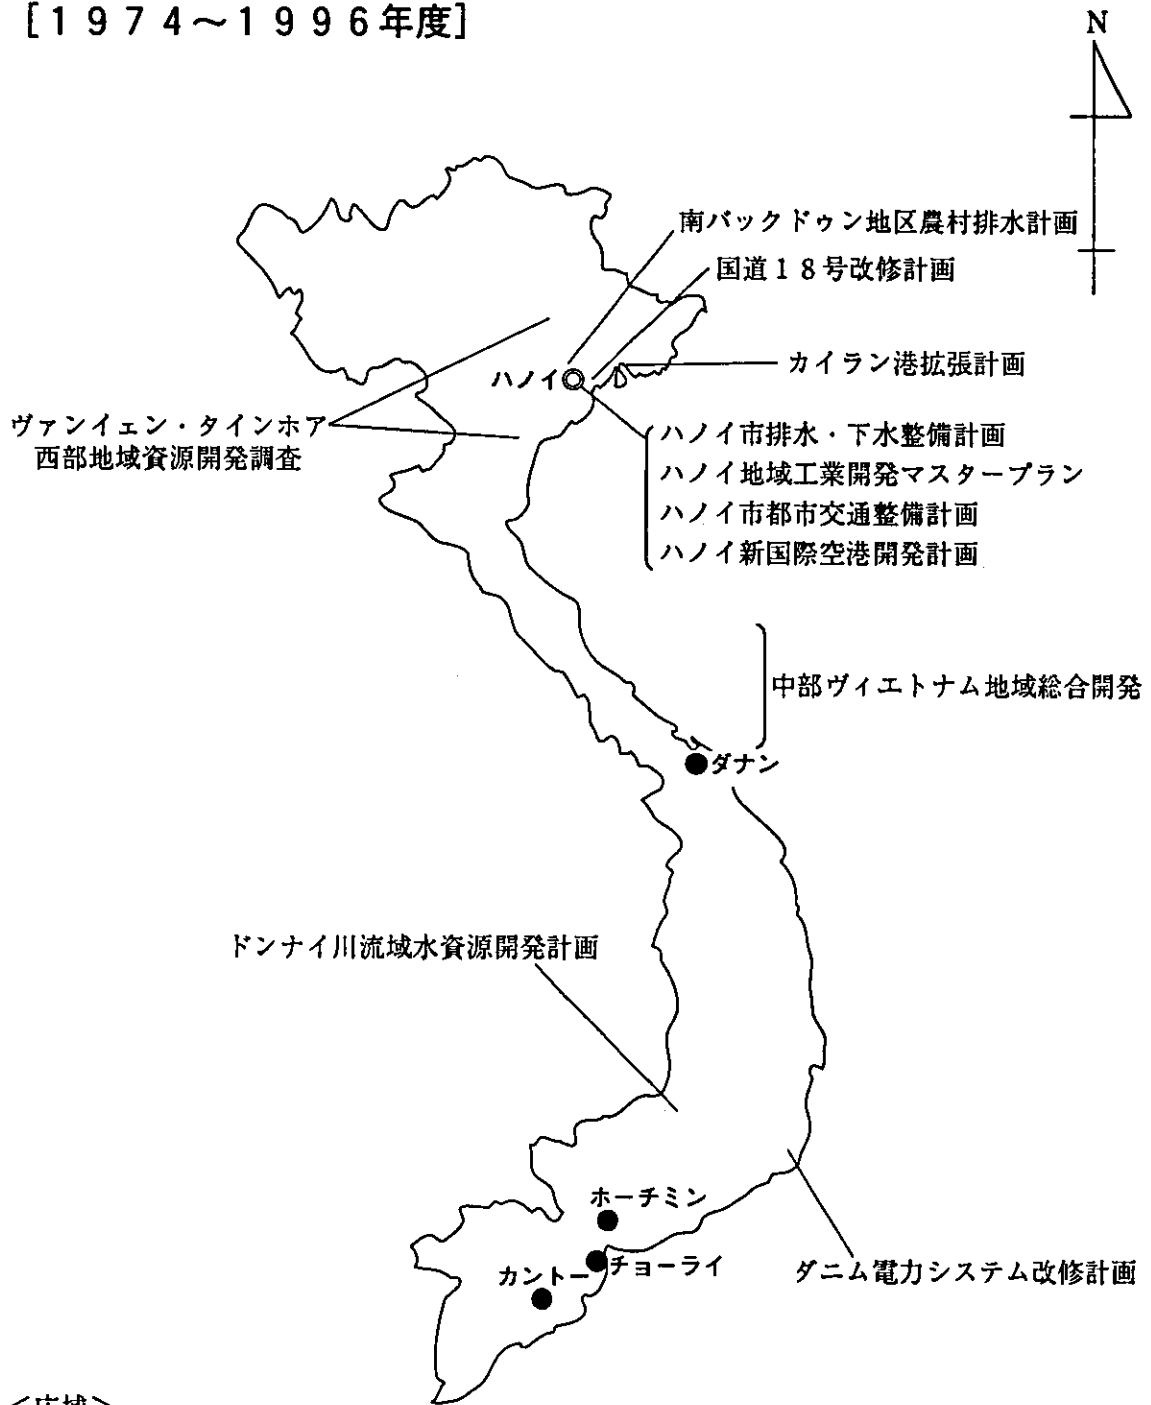 [1974～1996年度]
N
南バックドゥン地区農村排水計画
国道18号改修計画
カイラン港拡張計画
ハノイ
ヴァンイェン・タインホア
西部地域資源開発調査
ハノイ市排水・下水整備計画
ハノイ地域工業開発マスタープラン
ハノイ市都市交通整備計画
ハノイ新国際空港開発計画
中部ヴィエトナム地域総合開発
ダナン
ドンナイ川流域水資源開発計画
ホーチミン
チョーライ
カントー
ダニム電力システム改修計画
＜広域＞